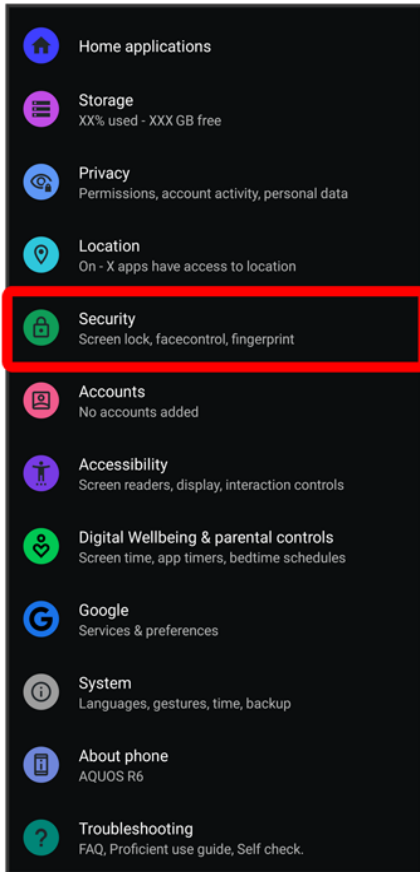 Home applications
Storage
XX% used - XXX GB free
Privacy
Permissions, account activity, personal data
Location
On - X apps have access to location
Security
Screen lock, facecontrol, fingerprint
Accounts
No accounts added
Accessibility
Screen readers, display, interaction controls
Digital Wellbeing & parental controls
Screen time, app timers, bedtime schedules
Google
Services & preferences
System
Languages, gestures, time, backup
About phone
AQUOS R6
Troubleshooting
FAQ, Proficient use guide, Self check.